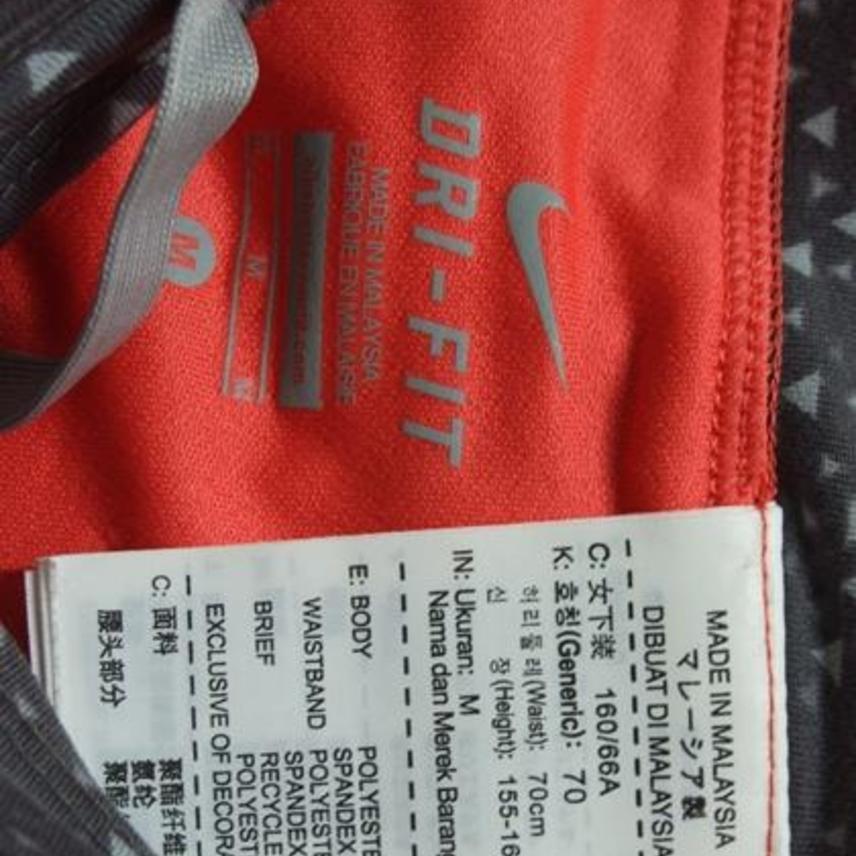 DRI-FIT
MADE IN MALAYSIA
FABRIQUE EN MALAISIE
M
M
MADE IN MALAYSIA
マレーシア製
DIBUAT DI MALAYSIA
C: 女下装 160/66A
K: 호칭(Generic): 70
허리둘레(Waist): 70cm
신 장(Height): 155-16
IN: Ukuran: M
Nama dan Merek Barang
E: BODY POLYESTE
SPANDEX
WAISTBAND POLYESTE
SPANDEX
BRIEF RECYCLE
POLYEST
EXCLUSIVE OF DECORA
C: 面料 聚酯纤维
氨纶
腰头部分 聚酯